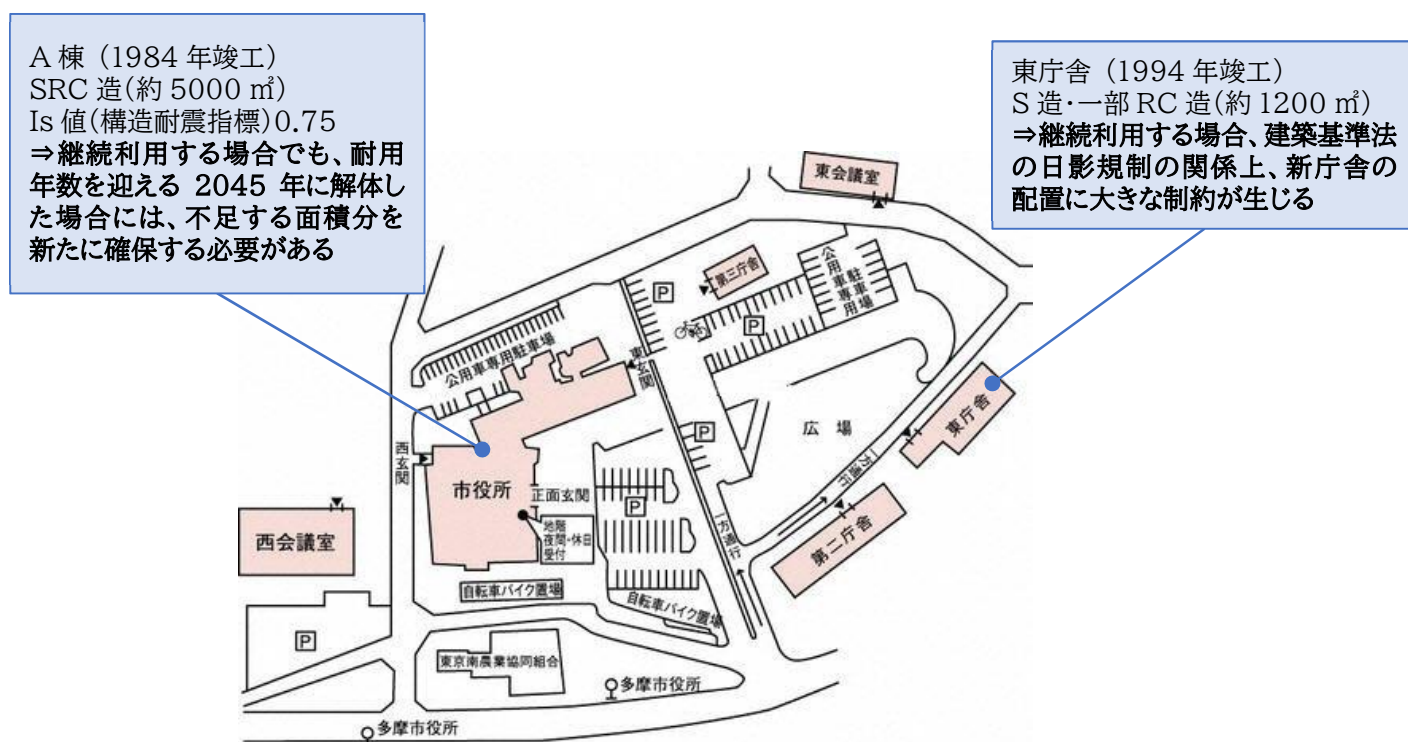 A 棟（1984 年竣工）
SRC 造(約 5000 ㎡)
Is 値(構造耐震指標)0.75
⇒継続利用する場合でも、耐用
年数を迎える 2045 年に解体し
た場合には、不足する面積分を
新たに確保する必要がある
東庁舎（1994 年竣工）
S 造・一部 RC 造(約 1200 ㎡)
⇒継続利用する場合、建築基準法
の日影規制の関係上、新庁舎の
配置に大きな制約が生じる
東会議室
第三庁舎
公用車専用駐車場
P
P
公用車専用駐車場
東玄関
P
広場
東庁舎
一方通行
西玄関
市役所
正面玄関
P
地階
夜間・休日
受付
一方通行
第二庁舎
西会議室
自転車バイク置場
自転車バイク置場
P
東京南農業協同組合
多摩市役所
多摩市役所